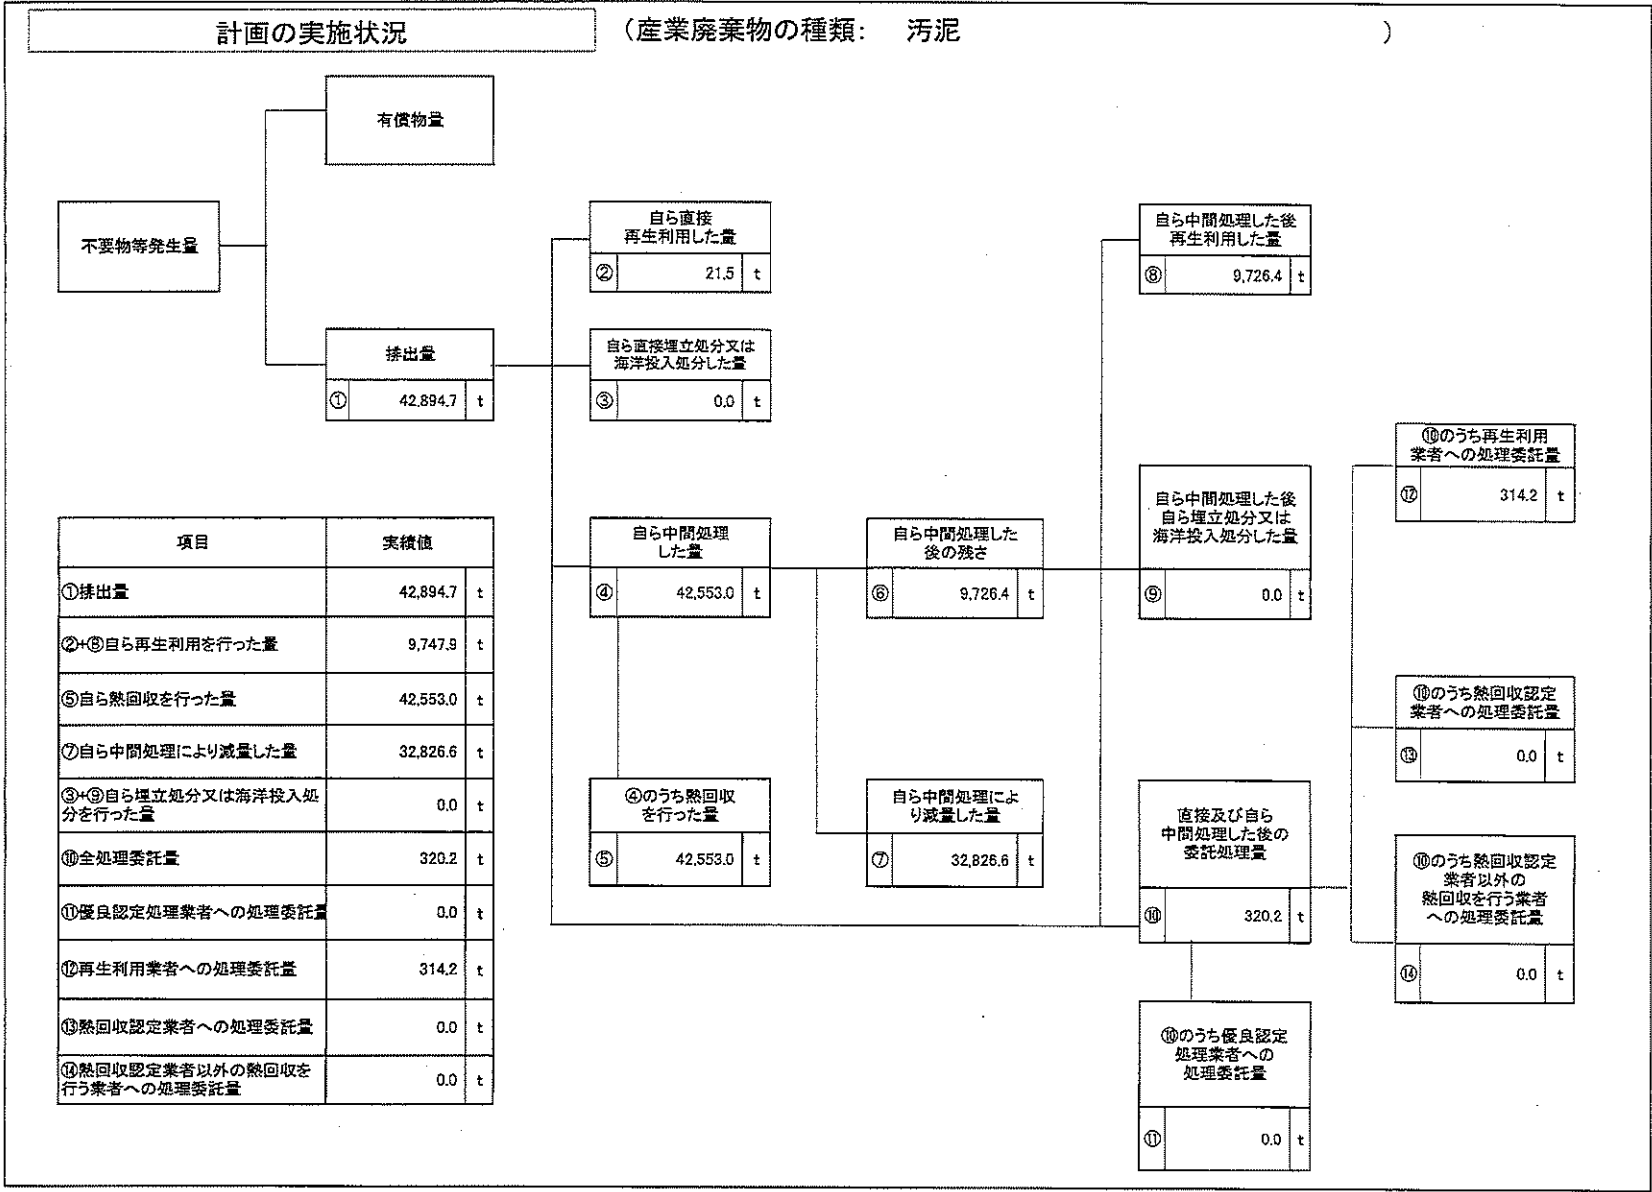 計画の実施状況
（産業廃棄物の種類： 汚泥 ）
有償物量
不要物等発生量
排出量
① 42,894.7 t
自ら直接
再生利用した量
② 21.5 t
自ら直接埋立処分又は
海洋投入処分した量
③ 0.0 t
自ら中間処理した後
再生利用した量
⑧ 9,726.4 t
⑩のうち再生利用
業者への処理委託量
⑫ 314.2 t
自ら中間処理
した量
④ 42,553.0 t
自ら中間処理した
後の残さ
⑥ 9,726.4 t
自ら中間処理した後
自ら埋立処分又は
海洋投入処分した量
⑨ 0.0 t
⑩のうち熱回収認定
業者への処理委託量
⑬ 0.0 t
④のうち熱回収
を行った量
⑤ 42,553.0 t
自ら中間処理によ
り減量した量
⑦ 32,826.6 t
直接及び自ら
中間処理した後の
委託処理量
⑩ 320.2 t
⑩のうち熱回収認定
業者以外の
熱回収を行う業者
への処理委託量
⑭ 0.0 t
⑩のうち優良認定
処理業者への
処理委託量
⑪ 0.0 t
項目 実績値
①排出量 42,894.7 t
②+⑧自ら再生利用を行った量 9,747.9 t
⑤自ら熱回収を行った量 42,553.0 t
⑦自ら中間処理により減量した量 32,826.6 t
③+⑨自ら埋立処分又は海洋投入処
分を行った量 0.0 t
⑩全処理委託量 320.2 t
⑪優良認定処理業者への処理委託量 0.0 t
⑫再生利用業者への処理委託量 314.2 t
⑬熱回収認定業者への処理委託量 0.0 t
⑭熱回収認定業者以外の熱回収を
行う業者への処理委託量 0.0 t